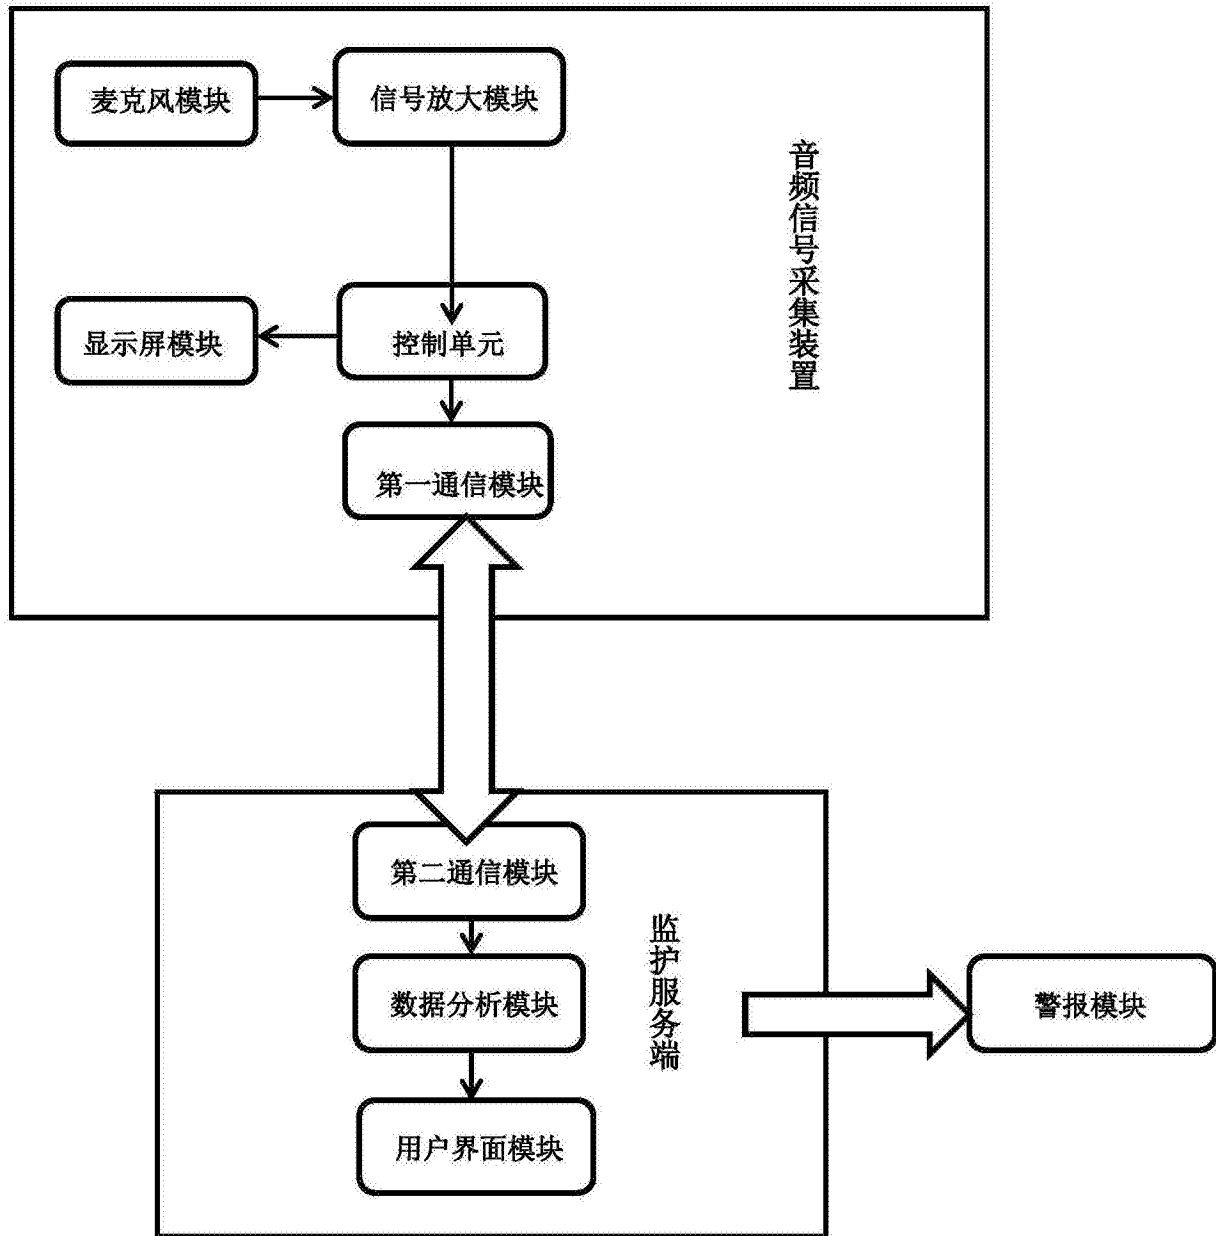 麦克风模块
信号放大模块
音频信号采集装置
显示屏模块
控制单元
第一通信模块
第二通信模块
监护服务端
数据分析模块
警报模块
用户界面模块